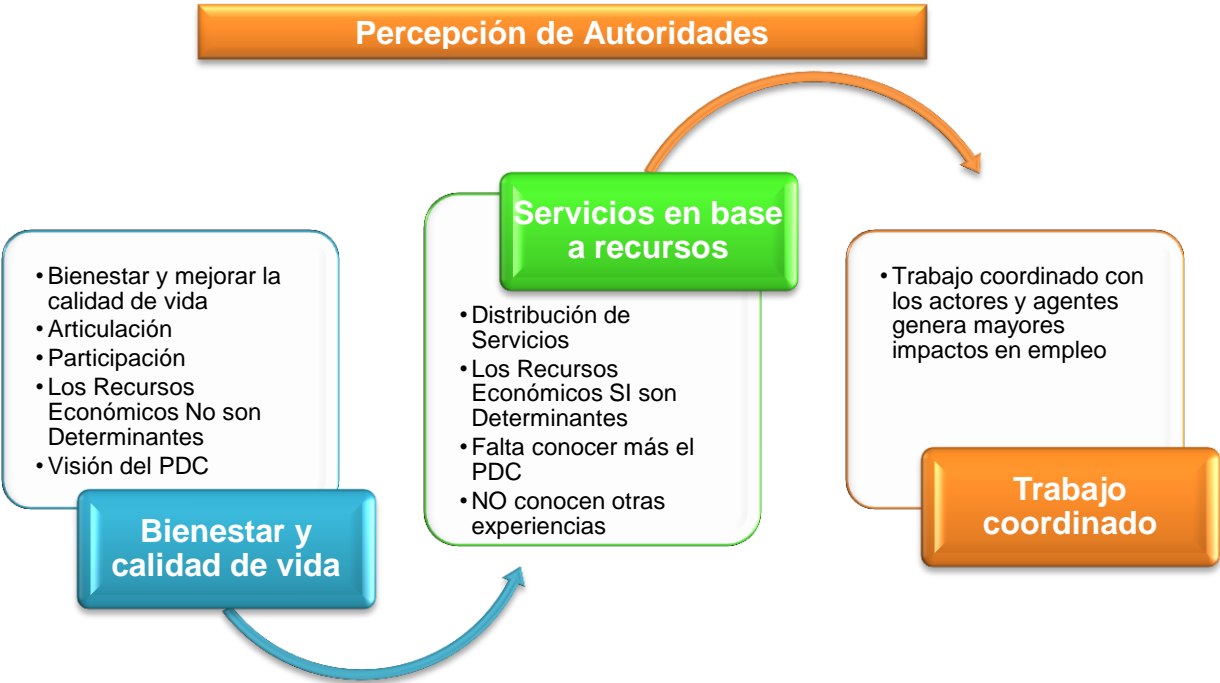 Percepción de Autoridades
• Bienestar y mejorar la
calidad de vida
• Articulación
• Participación
• Los Recursos
Económicos No son
Determinantes
• Visión del PDC
Bienestar y
calidad de vida
Servicios en base
a recursos
• Distribución de
Servicios
• Los Recursos
Económicos SI son
Determinantes
• Falta conocer más el
PDC
• NO conocen otras
experiencias
• Trabajo coordinado con
los actores y agentes
genera mayores
impactos en empleo
Trabajo
coordinado